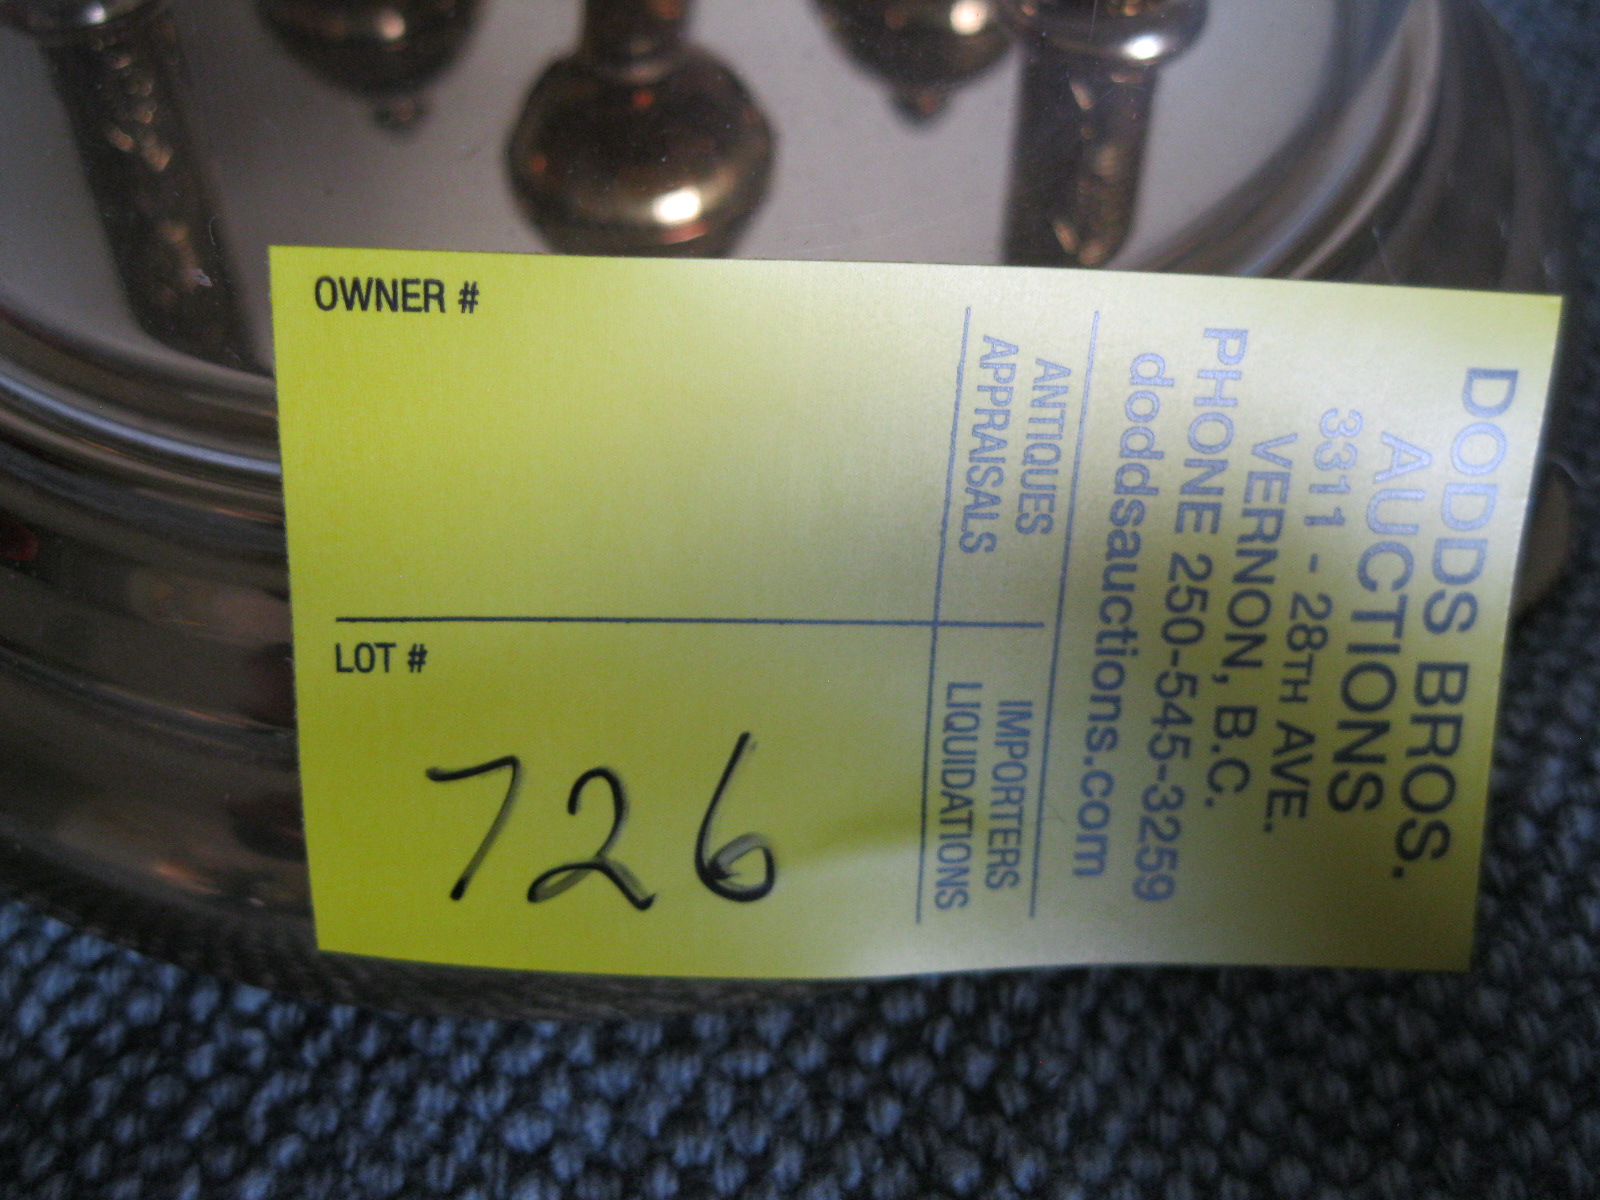 OWNER #
LOT #
726
DODDS BROS.
AUCTIONS
3311 - 28TH AVE.
VERNON, B.C.
PHONE 250-545-3259
doddsauctions.com
ANTIQUES IMPORTERS
APPRAISALS LIQUIDATIONS